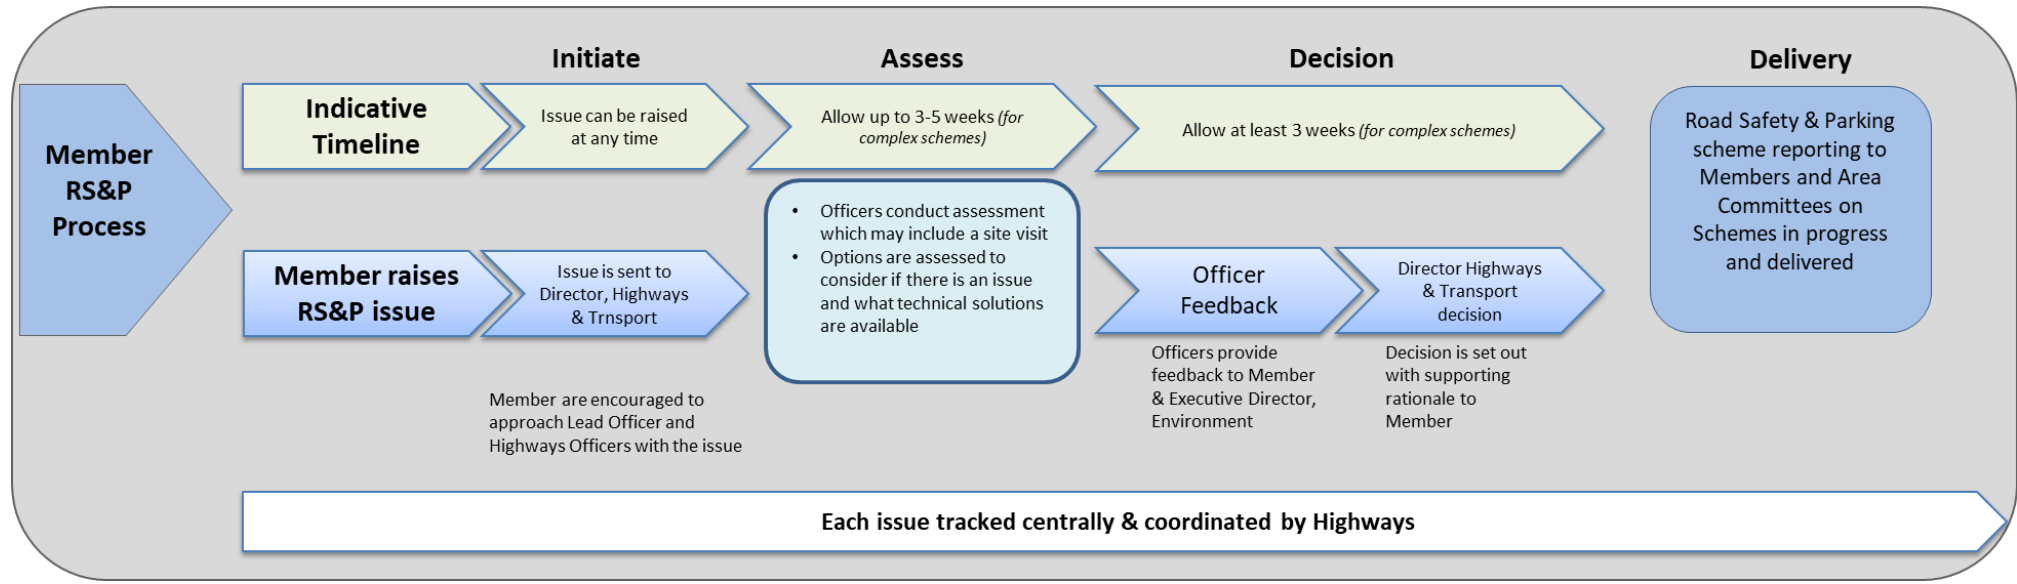 Member
RS&P
Process
Initiate
Assess
Decision
Delivery
Indicative
Timeline
Issue can be raised
at any time
Allow up to 3-5 weeks (for
complex schemes)
Allow at least 3 weeks (for complex schemes)
Road Safety & Parking
scheme reporting to
Members and Area
Committees on
Schemes in progress
and delivered
Member raises
RS&P issue
Issue is sent to
Director, Highways
& Trnsport
Member are encouraged to
approach Lead Officer and
Highways Officers with the issue
• Officers conduct assessment
which may include a site visit
• Options are assessed to
consider if there is an issue
and what technical solutions
are available
Officer
Feedback
Officers provide
feedback to Member
& Executive Director,
Environment
Director Highways
& Transport
decision
Decision is set out
with supporting
rationale to
Member
Each issue tracked centrally & coordinated by Highways